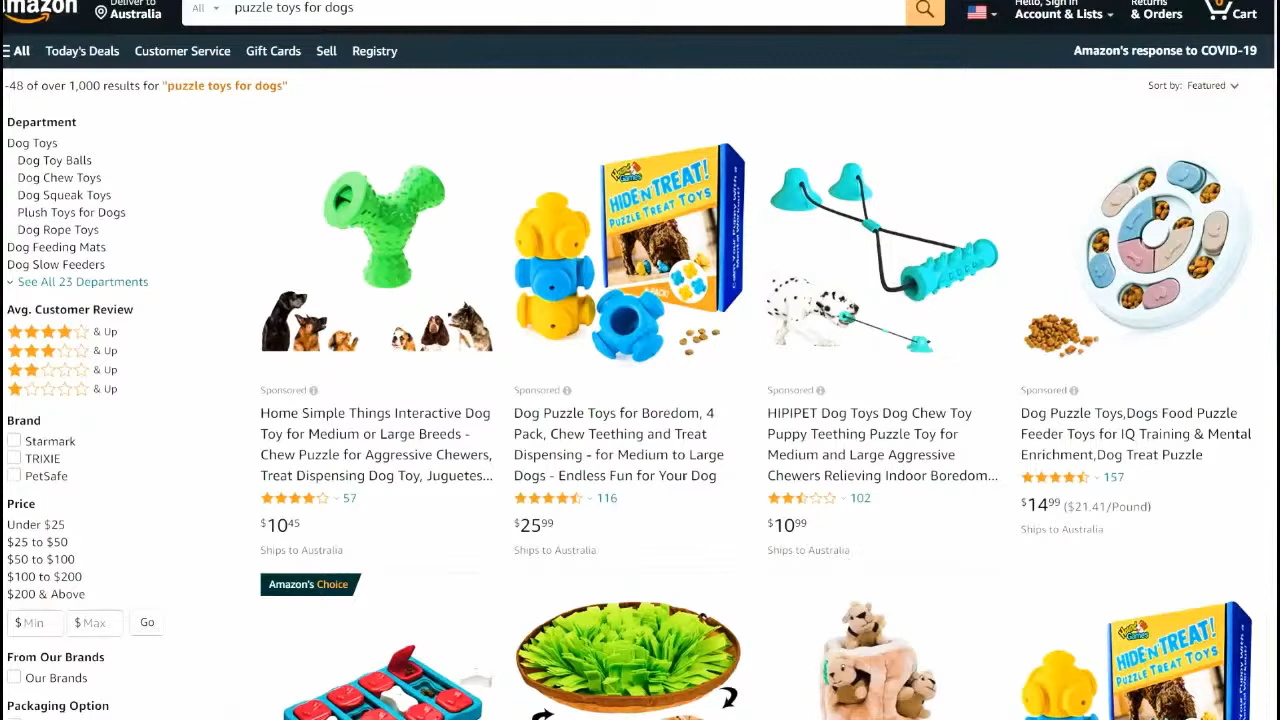 amazon
Deliver to
Australia
All
puzzle toys for dogs
Hello, Sign in
Account & Lists
Returns
& Orders
0
Cart
All
Today's Deals
Customer Service
Gift Cards
Sell
Registry
Amazon's response to COVID-19
-48 of over 1,000 results for "puzzle toys for dogs"
Sort by: Featured
Department
Dog Toys
Dog Toy Balls
Dog Chew Toys
Dog Squeak Toys
Plush Toys for Dogs
Dog Rope Toys
Dog Feeding Mats
Dog Slow Feeders
See All 23 Departments
Avg. Customer Review
& Up
& Up
& Up
& Up
Brand
Starmark
TRIXIE
PetSafe
Price
Under $25
$25 to $50
$50 to $100
$100 to $200
$200 & Above
$ Min
$ Max
Go
From Our Brands
Our Brands
Packaging Option
HIDE N' TREAT!
PUZZLE TREAT TOYS
Sponsored
Home Simple Things Interactive Dog
Toy for Medium or Large Breeds -
Chew Puzzle for Aggressive Chewers,
Treat Dispensing Dog Toy, Juguetes...
57
$10.45
Ships to Australia
Sponsored
Dog Puzzle Toys for Boredom, 4
Pack, Chew Teething and Treat
Dispensing - for Medium to Large
Dogs - Endless Fun for Your Dog
116
$25.99
Ships to Australia
Sponsored
HIPIPET Dog Toys Dog Chew Toy
Puppy Teething Puzzle Toy for
Medium and Large Aggressive
Chewers Relieving Indoor Boredom...
102
$10.99
Ships to Australia
Sponsored
Dog Puzzle Toys,Dogs Food Puzzle
Feeder Toys for IQ Training & Mental
Enrichment,Dog Treat Puzzle
157
$14.99 ($21.41/Pound)
Ships to Australia
Amazon's Choice
HIDE N' TREAT!
PUZZLE TREAT TOYS